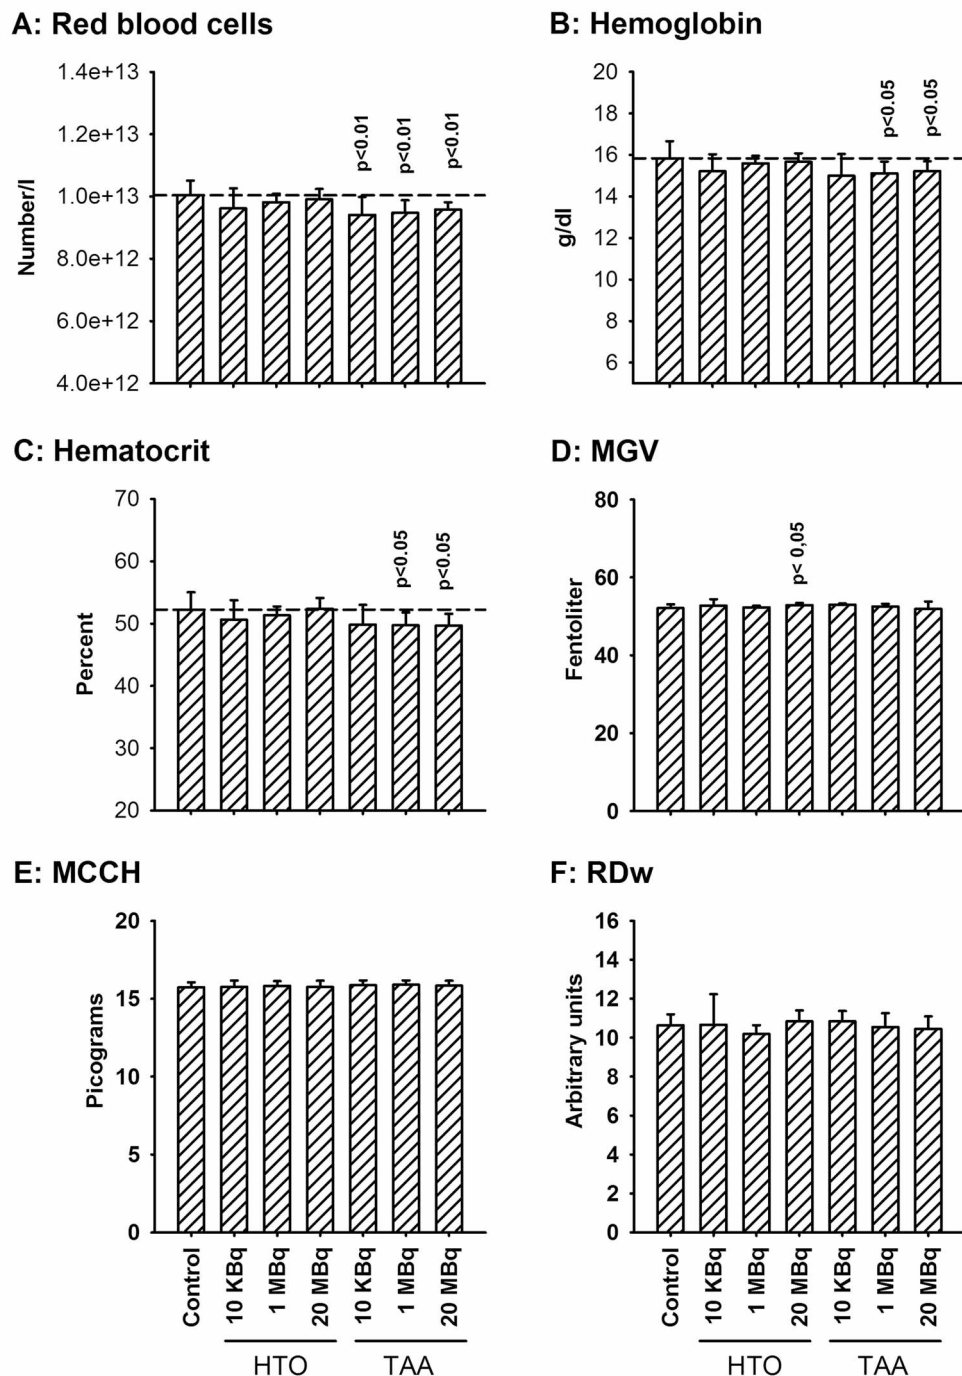 A: Red blood cells
Number/l
1.4e+13
1.2e+13
1.0e+13
8.0e+12
6.0e+12
4.0e+12
p<0.01
p<0.01
p<0.01
B: Hemoglobin
g/dl
20
18
16
14
12
10
8
6
p<0.05
p<0.05
C: Hematocrit
Percent
70
60
50
40
30
20
p<0.05
p<0.05
D: MGV
Fentoliter
80
60
40
20
0
p< 0,05
E: MCCH
Picograms
20
15
10
5
0
Control
10 KBq
1 MBq
20 MBq
10 KBq
1 MBq
20 MBq
HTO
TAA
F: RDw
Arbitrary units
16
14
12
10
8
6
4
2
0
Control
10 KBq
1 MBq
20 MBq
10 KBq
1 MBq
20 MBq
HTO
TAA